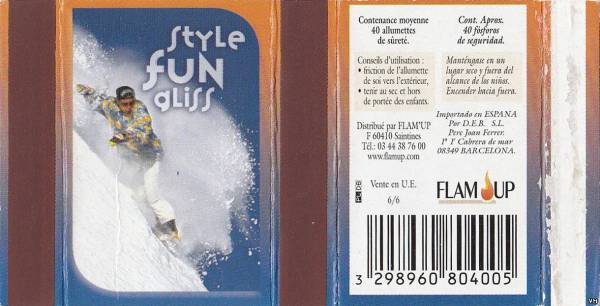 style
fun
gliss
Contenance moyenne
40 allumettes
de sûreté.
Cont. Aprox.
40 fósforos
de seguridad.
Conseils d'utilisation :
• friction de l'allumette
de soi vers l'extérieur,
• tenir au sec et hors
de portée des enfants.
Manténgase en un
lugar seco y fuera del
alcance de los niños.
Encender hacia fuera.
Distribué par FLAM'UP
F 60410 Saintines
Tél.: 03 44 38 76 00
www.flamup.com
Importado en ESPANA
Por D.E.B. S.L.
Pere Joan Ferrer.
1º 1ª Cabrera de mar
08349 BARCELONA.
Vente en U.E.
6/6
FLAM UP
3 298960 804005
VH